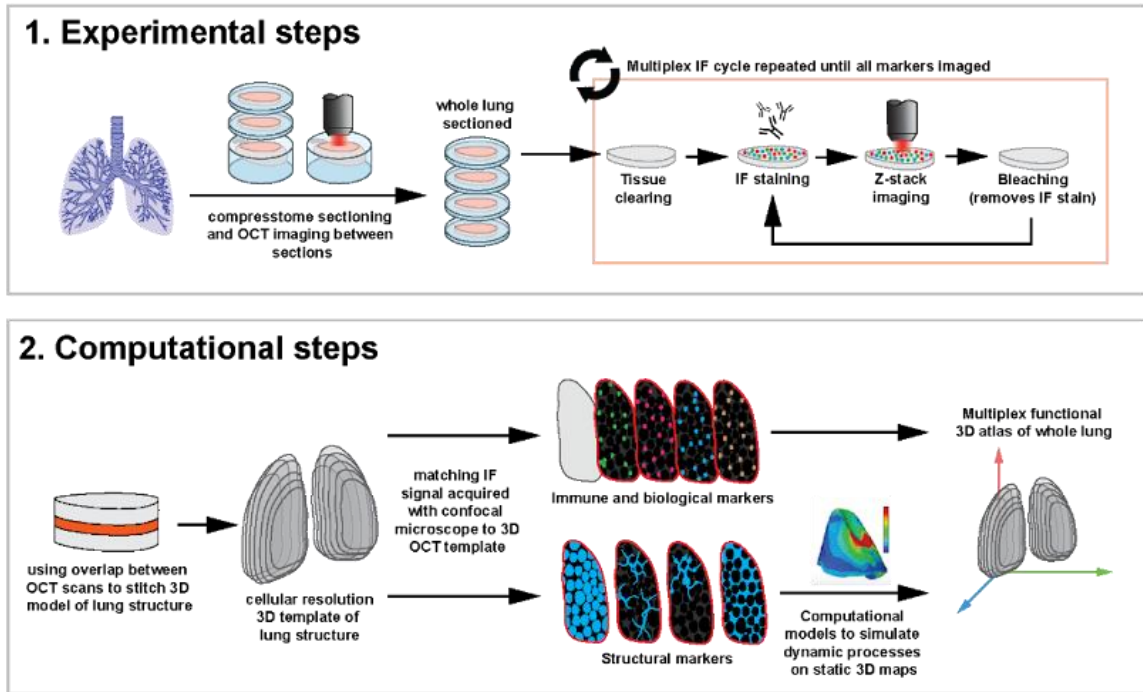 1. Experimental steps
Multiplex IF cycle repeated until all markers imaged
whole lung
sectioned
compresstome sectioning
and OCT imaging between
sections
Tissue
clearing
IF staining
Z-stack
imaging
Bleaching
(removes IF stain)
2. Computational steps
using overlap between
OCT scans to stitch 3D
model of lung structure
cellular resolution
3D template of
lung structure
matching IF
signal acquired
with confocal
microscope to 3D
OCT template
Immune and biological markers
Structural markers
Computational
models to simulate
dynamic processes
on static 3D maps
Multiplex functional
3D atlas of whole lung